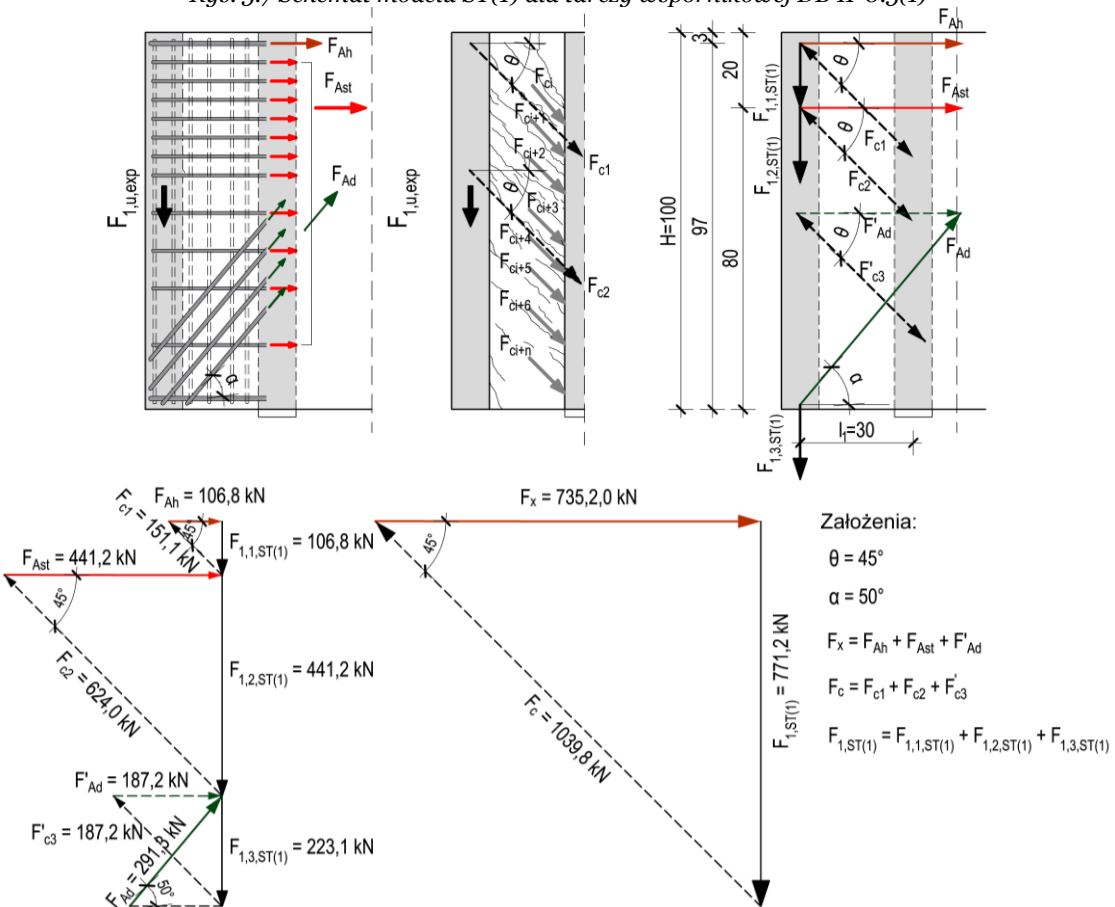 Rys. 5.7 Schemat modelu ST(1) dla tarczy wspornikowej
F_Ah
F_Ast
F_Ad
F_1,u,exp
α
F_1,u,exp
θ
F_ci
F_ci+1
F_ci+2
θ
F_ci+3
F_ci+4
F_ci+5
F_ci+6
F_ci+n
F_c1
F_c2
H=100
3
97
20
80
F_1,1,ST(1)
F_1,2,ST(1)
F_1,3,ST(1)
F_Ah
θ
F_Ast
F_c1
θ
F_c2
F'_Ad
θ
F_Ad
F'_c3
α
l_1=30
F_Ah = 106,8 kN
F_c1 = 151,1 kN
45°
F_1,1,ST(1) = 106,8 kN
F_Ast = 441,2 kN
45°
F_c2 = 624,0 kN
F_1,2,ST(1) = 441,2 kN
F'_Ad = 187,2 kN
F'_c3 = 187,2 kN
F_Ad = 291,3 kN
50°
F_1,3,ST(1) = 223,1 kN
F_x = 735,2,0 kN
45°
F_c = 1039,8 kN
F_1,ST(1) = 771,2 kN
Założenia:
θ = 45°
α = 50°
F_x = F_Ah + F_Ast + F'_Ad
F_c = F_c1 + F_c2 + F'_c3
F_1,ST(1) = F_1,1,ST(1) + F_1,2,ST(1) + F_1,3,ST(1)